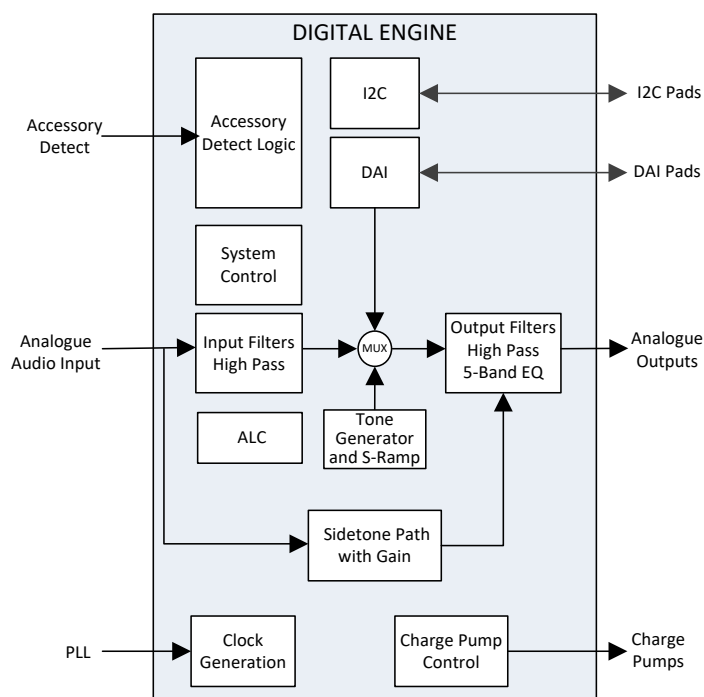 DIGITAL ENGINE
Accessory
Detect
Accessory
Detect Logic
I2C
I2C Pads
DAI
DAI Pads
System
Control
Analogue
Audio Input
Input Filters
High Pass
MUX
Output Filters
High Pass
5-Band EQ
Analogue
Outputs
ALC
Tone
Generator
and S-Ramp
Sidetone Path
with Gain
PLL
Clock
Generation
Charge Pump
Control
Charge
Pumps